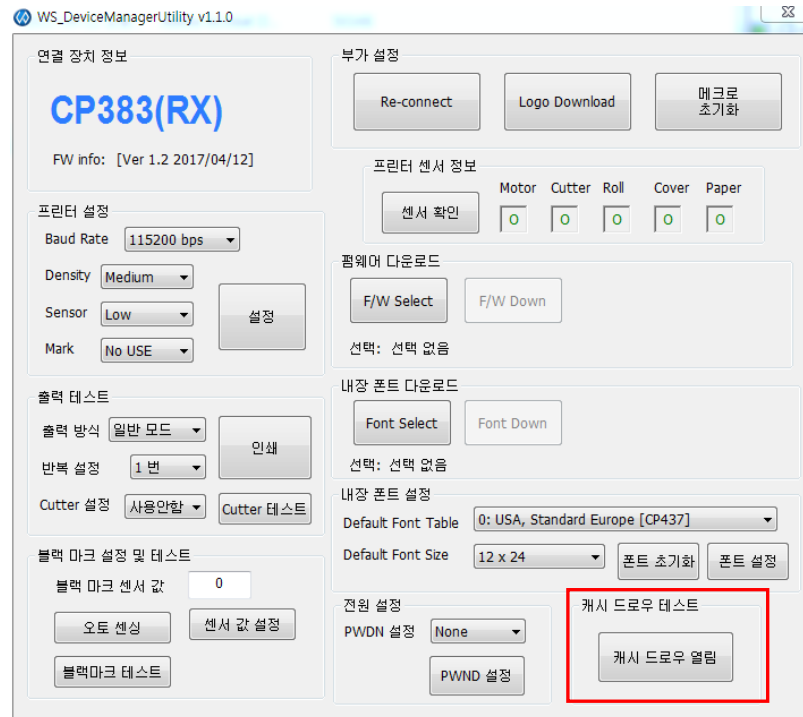 WS_DeviceManagerUtility v1.1.0
연결 장치 정보
CP383(RX)
FW info: [Ver 1.2 2017/04/12]
프린터 설정
Baud Rate 115200 bps
Density Medium
Sensor Low
Mark No USE
설정
출력 테스트
출력 방식 일반 모드
반복 설정 1 번
인쇄
Cutter 설정 사용안함 Cutter 테스트
블랙 마크 설정 및 테스트
블랙 마크 센서 값 0
오토 센싱 센서 값 설정
블랙마크 테스트
부가 설정
Re-connect Logo Download 메크로
초기화
프린터 센서 정보
Motor Cutter Roll Cover Paper
센서 확인 O O O O O
펌웨어 다운로드
F/W Select F/W Down
선택: 선택 없음
내장 폰트 다운로드
Font Select Font Down
선택: 선택 없음
내장 폰트 설정
Default Font Table 0: USA, Standard Europe [CP437]
Default Font Size 12 x 24 폰트 초기화 폰트 설정
전원 설정
PWDN 설정 None
PWND 설정
캐시 드로우 테스트
캐시 드로우 열림